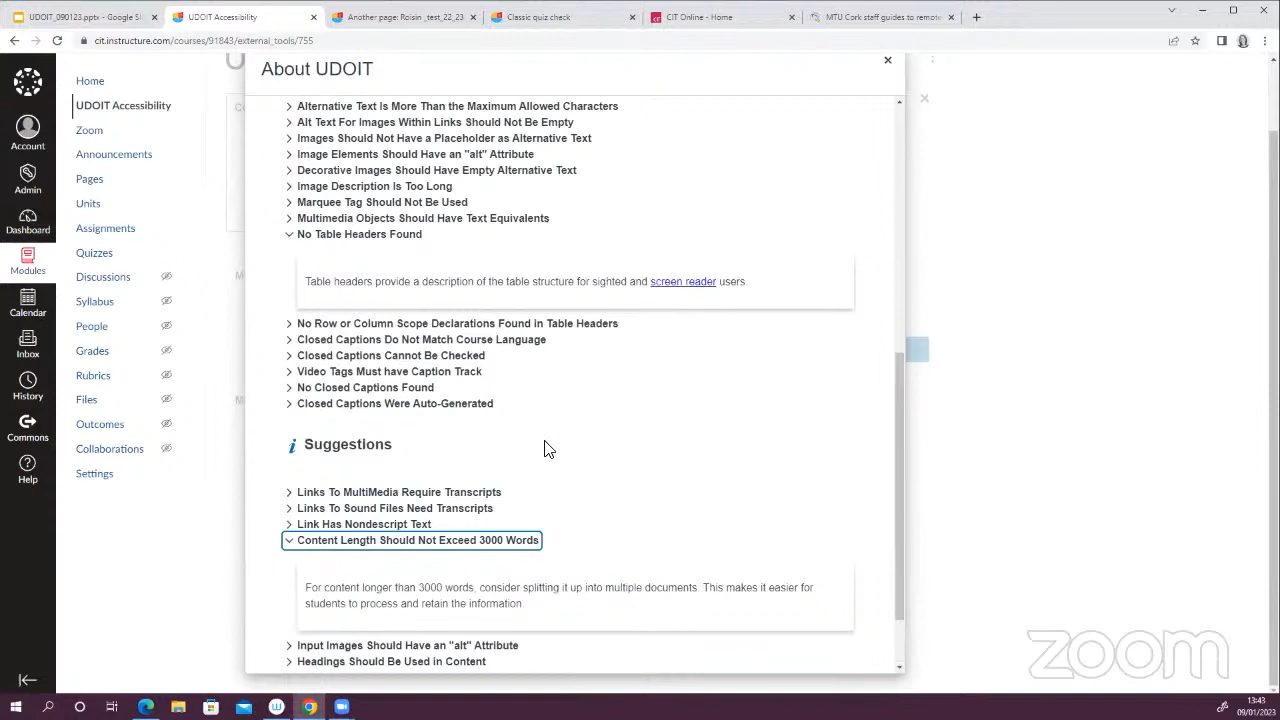 UDOIT_090123.pptx - Google Sl
UDOIT Accessibility
Another page: Roisin _test_22_23
Classic quiz check
CIT Online - Home
MTU Cork staff guides to remote
cit.instructure.com/courses/91843/external_tools/755
Account
Admin
Dashboard
Modules
Calendar
Inbox
History
Commons
Help
Home
UDOIT Accessibility
Zoom
Announcements
Pages
Units
Assignments
Quizzes
Discussions
Syllabus
People
Grades
Rubrics
Files
Outcomes
Collaborations
Settings
About UDOIT
Alternative Text Is More Than the Maximum Allowed Characters
Alt Text For Images Within Links Should Not Be Empty
Images Should Not Have a Placeholder as Alternative Text
Image Elements Should Have an "alt" Attribute
Decorative Images Should Have Empty Alternative Text
Image Description Is Too Long
Marquee Tag Should Not Be Used
Multimedia Objects Should Have Text Equivalents
No Table Headers Found
Table headers provide a description of the table structure for sighted and screen reader users.
No Row or Column Scope Declarations Found in Table Headers
Closed Captions Do Not Match Course Language
Closed Captions Cannot Be Checked
Video Tags Must have Caption Track
No Closed Captions Found
Closed Captions Were Auto-Generated
Suggestions
Links To MultiMedia Require Transcripts
Links To Sound Files Need Transcripts
Link Has Nondescript Text
Content Length Should Not Exceed 3000 Words
For content longer than 3000 words, consider splitting it up into multiple documents. This makes it easier for
students to process and retain the information.
Input Images Should Have an "alt" Attribute
Headings Should Be Used in Content
zoom
13:43
09/01/2023